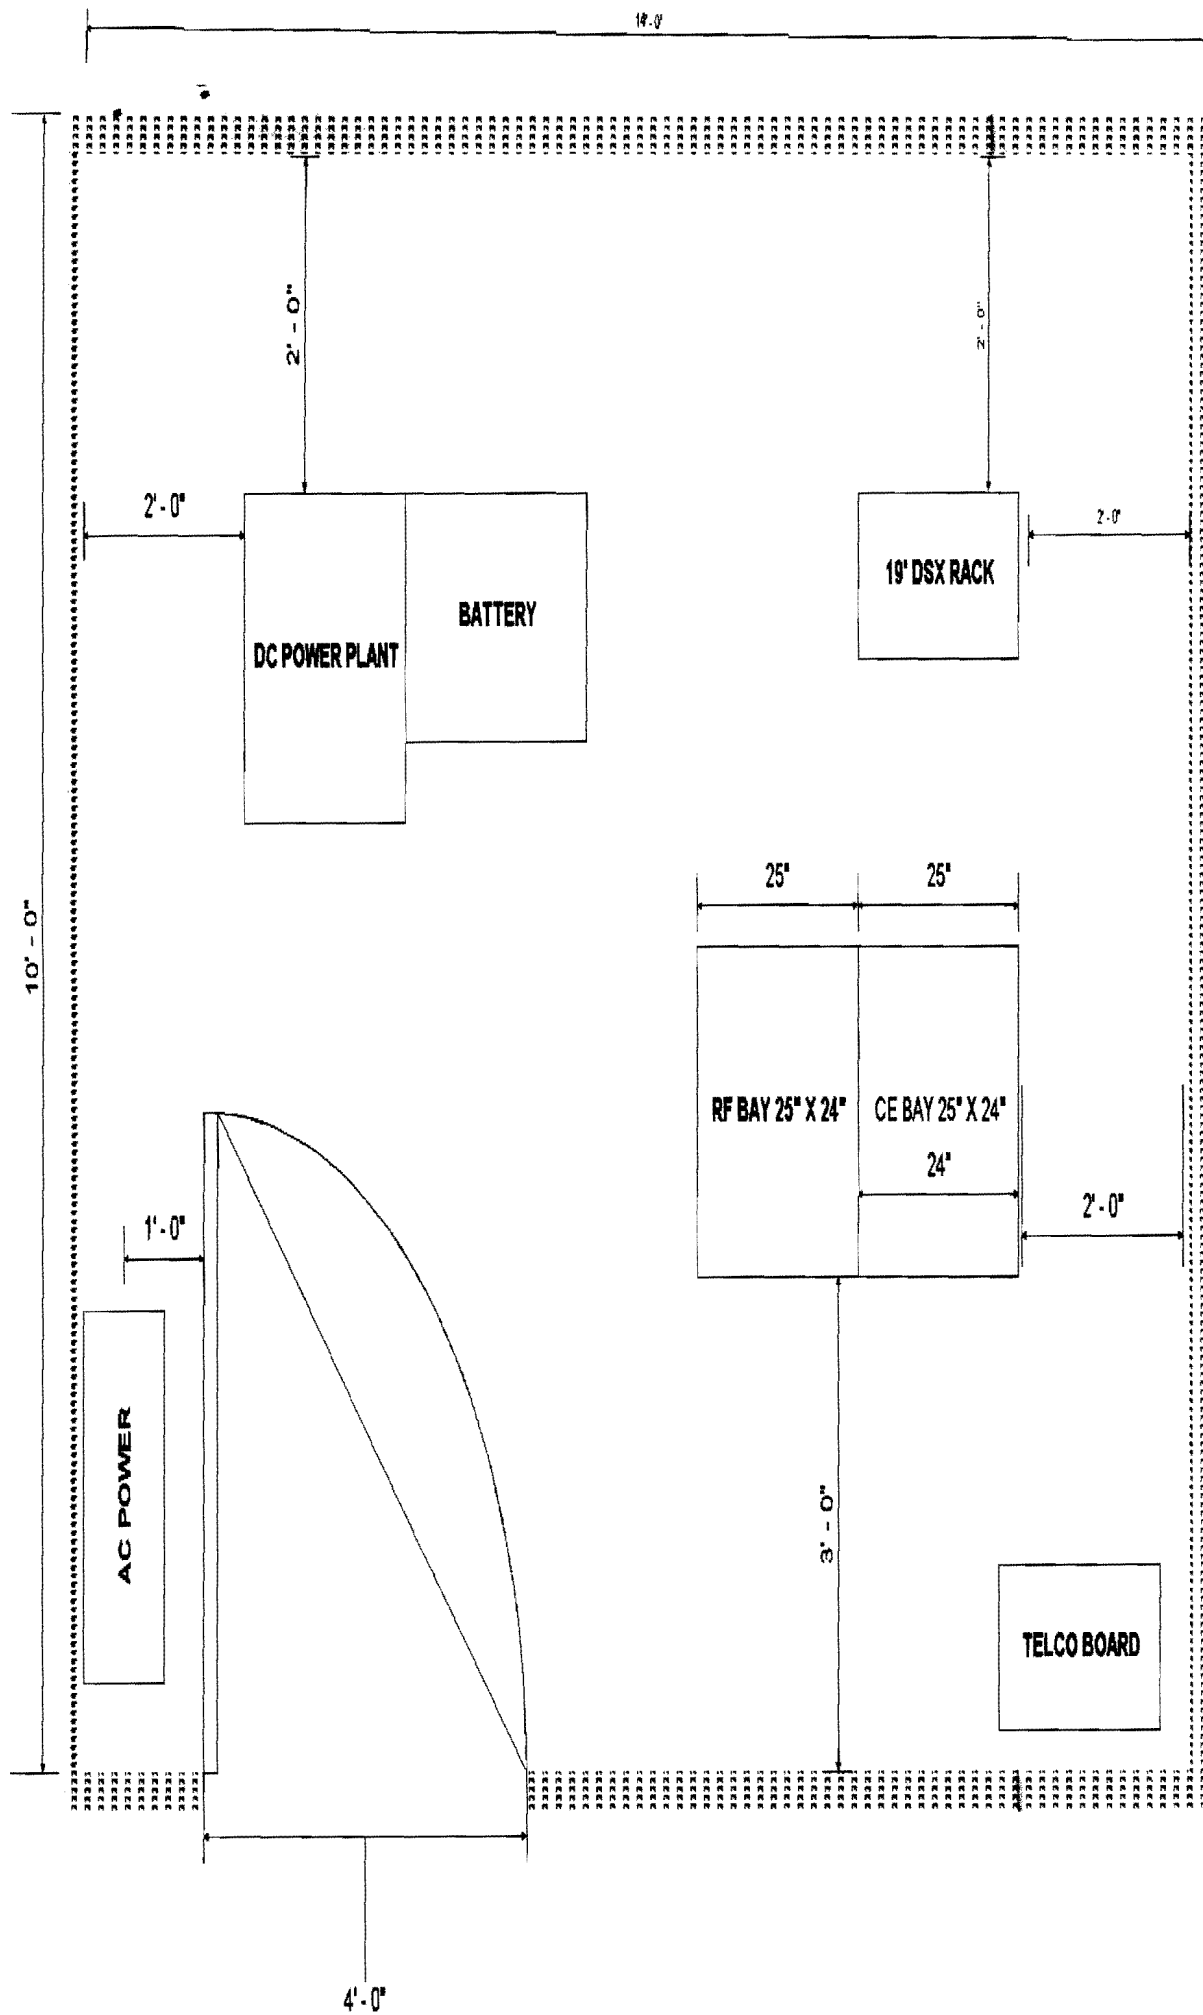 14'-0"
2' - 0"
2' - 0"
2'-0"
2'-0"
19' DSX RACK
BATTERY
DC POWER PLANT
25"
25"
10' - 0"
RF BAY 25" X 24"
CE BAY 25" X 24"
24"
2'-0"
1'-0"
AC POWER
3' - 0"
TELCO BOARD
4'-0"